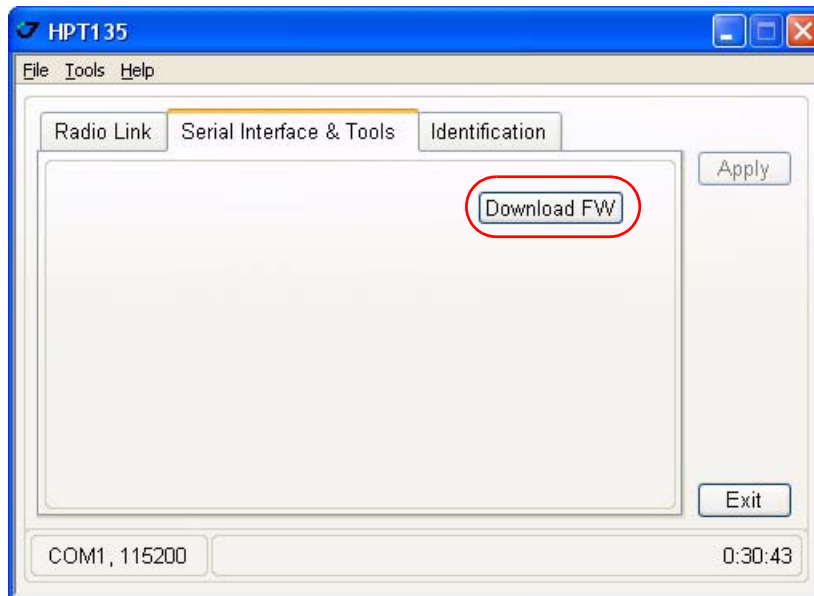 HPT135
File Tools Help
Radio Link Serial Interface & Tools Identification
Apply
Download FW
Exit
COM1, 115200 0:30:43